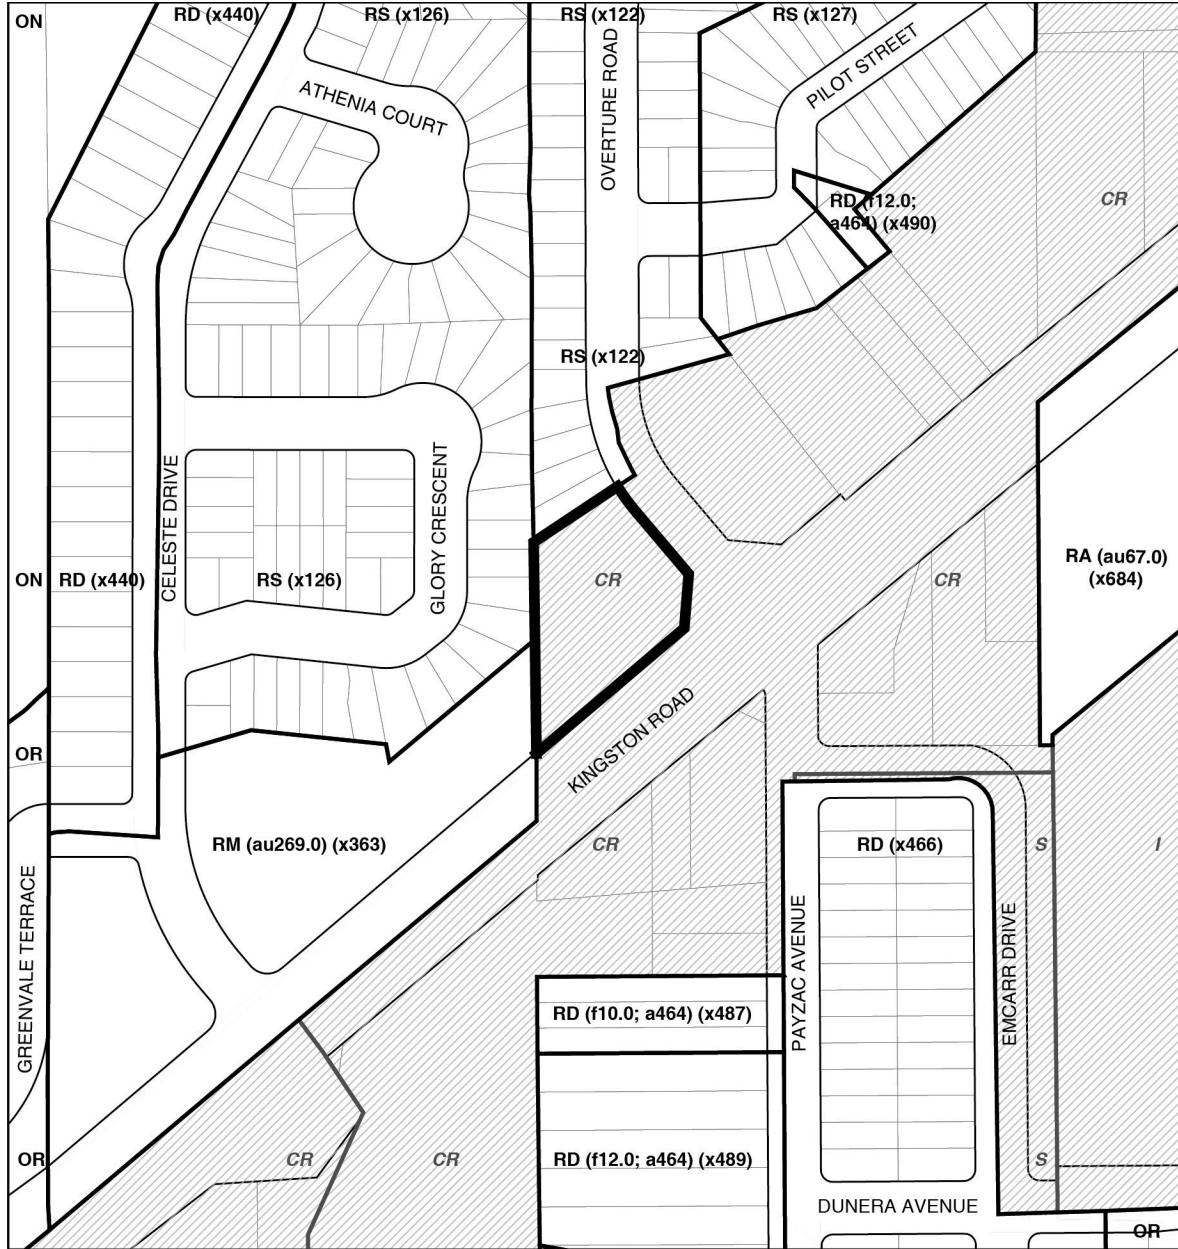 ON
RD (x440)
RS (x126)
RS (x122)
RS (x127)
ATHENIA COURT
OVERTURE ROAD
PILOT STREET
RD (f12.0;
a464) (x490)
CR
RS (x122)
CELESTE DRIVE
GLORY CRESCENT
ON
RD (x440)
RS (x126)
CR
CR
RA (au67.0)
(x684)
KINGSTON ROAD
OR
RM (au269.0) (x363)
CR
RD (x466)
S
I
GREENVALE TERRACE
PAYZAC AVENUE
EMCARR DRIVE
RD (f10.0; a464) (x487)
OR
CR
CR
RD (f12.0; a464) (x489)
S
DUNERA AVENUE
OR